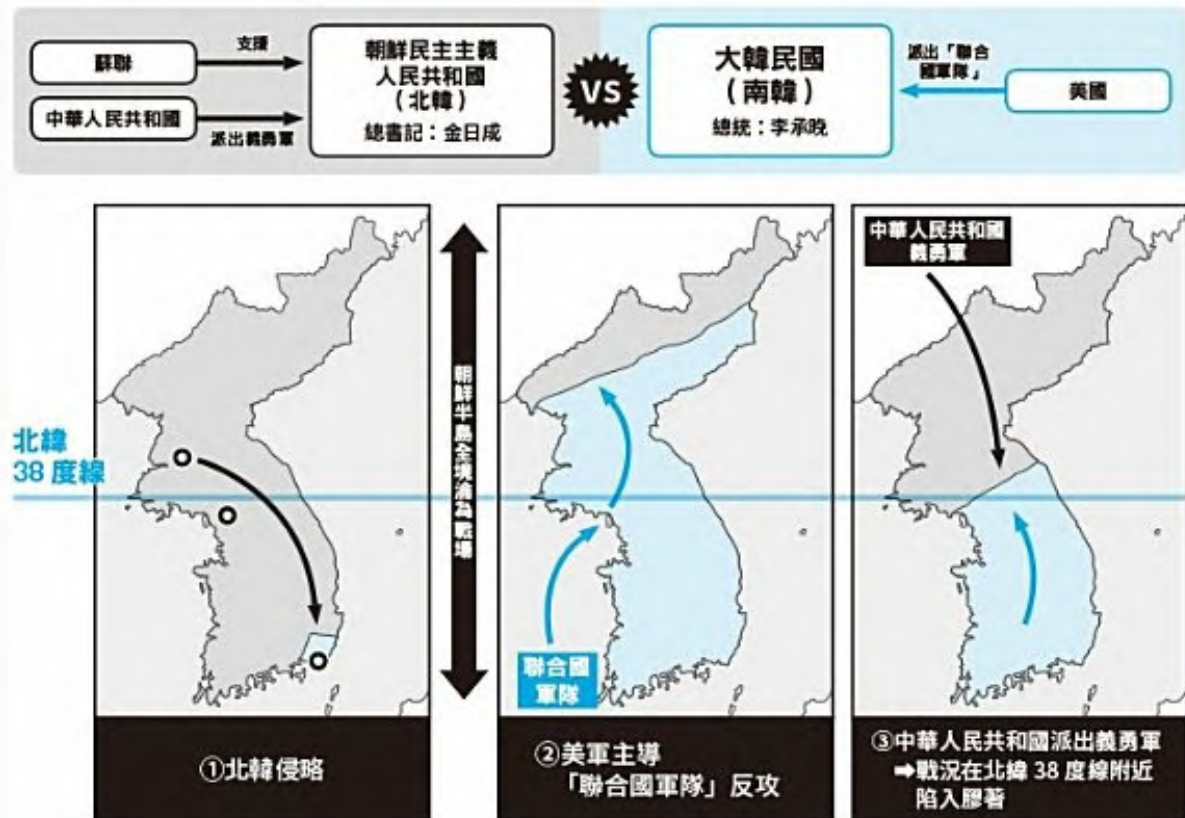 蘇聯
支援
中華人民共和國
派出義勇軍
朝鮮民主主義
人民共和國
(北韓)
總書記：金日成
VS
大韓民國
(南韓)
總統：李承晚
派出「聯合
國軍隊」
美國
北緯
38度線
朝鮮半島全境淪為戰場
聯合國
軍隊
中華人民共和國
義勇軍
①北韓侵略
②美軍主導
「聯合國軍隊」反攻
③中華人民共和國派出義勇軍
➡戰況在北緯38度線附近
陷入膠著